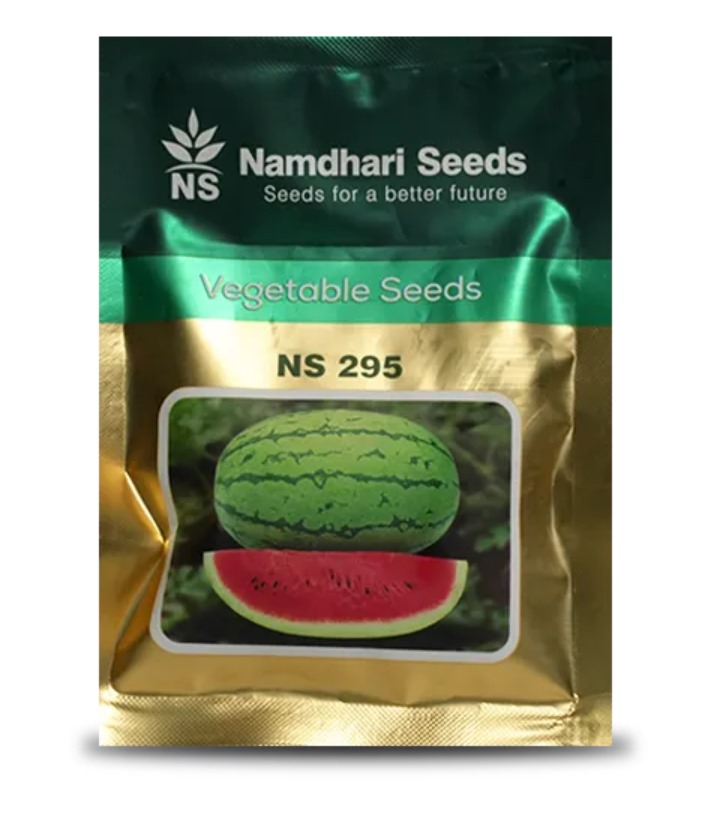 NS
Namdhari Seeds
Seeds for a better future
Vegetable Seeds
NS 295